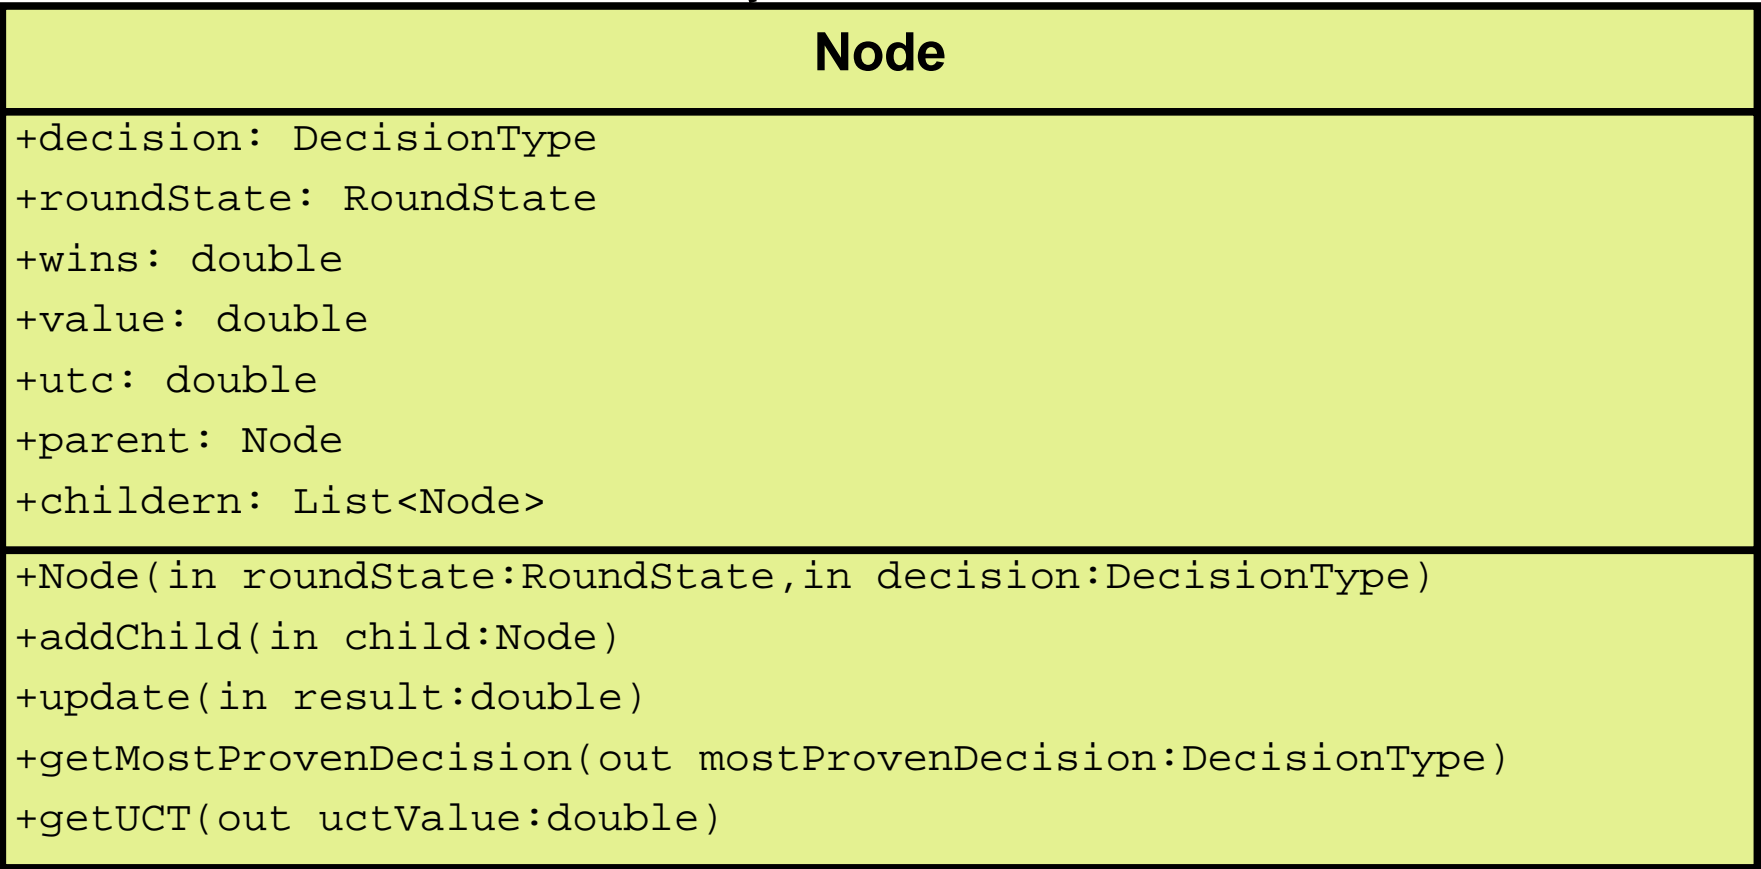 Node
+decision: DecisionType
+roundState: RoundState
+wins: double
+value: double
+utc: double
+parent: Node
+childern: List<Node>
+Node(in roundState:RoundState,in decision:DecisionType)
+addChild(in child:Node)
+update(in result:double)
+getMostProvenDecision(out mostProvenDecision:DecisionType)
+getUCT(out uctValue:double)